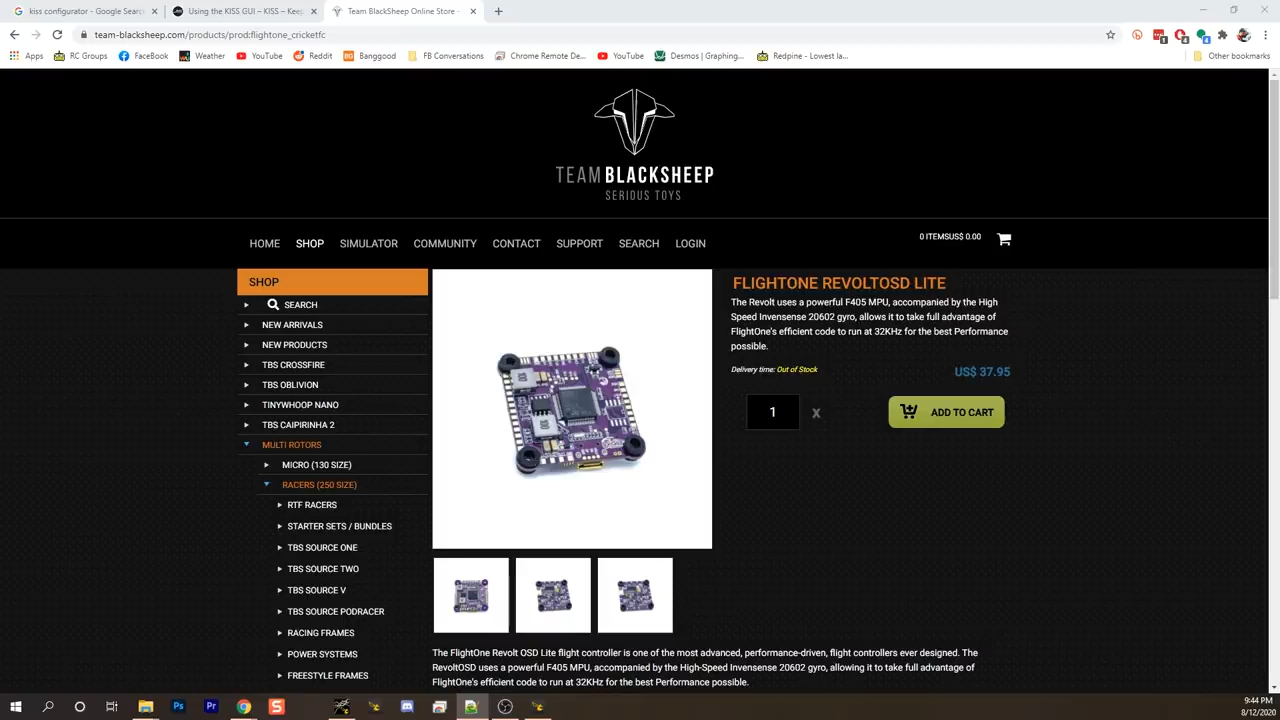 kiss configurator - Google Search
Using the KISS GUI – KISS – Keep
Team BlackSheep Online Store -
team-blacksheep.com/products/prod:flightone_cricketfc
Apps
RC Groups
FaceBook
Weather
YouTube
Reddit
Banggood
FB Conversations
Chrome Remote De...
YouTube
Desmos | Graphing...
Redpine - Lowest la...
Other bookmarks
TEAM BLACKSHEEP
SERIOUS TOYS
HOME
SHOP
SIMULATOR
COMMUNITY
CONTACT
SUPPORT
SEARCH
LOGIN
0 ITEMSUS$ 0.00
SHOP
SEARCH
NEW ARRIVALS
NEW PRODUCTS
TBS CROSSFIRE
TBS OBLIVION
TINYWHOOP NANO
TBS CAIPIRINHA 2
MULTI ROTORS
MICRO (130 SIZE)
RACERS (250 SIZE)
RTF RACERS
STARTER SETS / BUNDLES
TBS SOURCE ONE
TBS SOURCE TWO
TBS SOURCE V
TBS SOURCE PODRACER
RACING FRAMES
POWER SYSTEMS
FREESTYLE FRAMES
FLIGHTONE REVOLTOSD LITE
The Revolt uses a powerful F405 MPU, accompanied by the High
Speed Invensense 20602 gyro, allows it to take full advantage of
FlightOne's efficient code to run at 32KHz for the best Performance
possible.
Delivery time: Out of Stock
US$ 37.95
1
X
ADD TO CART
The FlightOne Revolt OSD Lite flight controller is one of the most advanced, performance-driven, flight controllers ever designed. The
RevoltOSD uses a powerful F405 MPU, accompanied by the High-Speed Invensense 20602 gyro, allowing it to take full advantage of
FlightOne's efficient code to run at 32KHz for the best Performance possible.
9:44 PM
8/12/2020